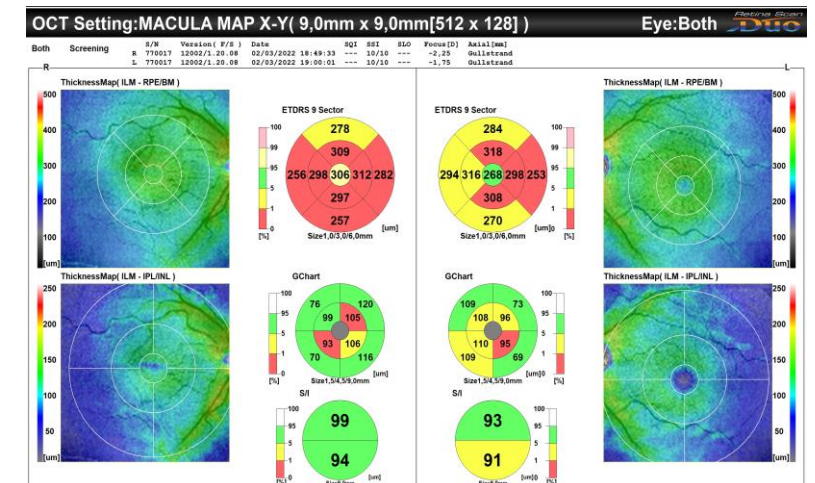 OCT Setting:MACULA MAP X-Y( 9,0mm x 9,0mm[512 x 128] ) Eye:Both Retina Scan DUO
Both Screening
S/N Version( F/S ) Date SQI SSI SLO Focus[D] Axial[mm]
R 770017 12002/1.20.08 02/03/2022 18:49:33 --- 10/10 --- -2,25 Gullstrand
L 770017 12002/1.20.08 02/03/2022 19:00:01 --- 10/10 --- -1,75 Gullstrand
R L
ThicknessMap( ILM - RPE/BM )
500
400
300
200
100
[um]
ETDRS 9 Sector
100
99
95
5
1
0
[%]
278
309
256 298 306 312 282
297
257
[um]
Size1,0/3,0/6,0mm
ETDRS 9 Sector
284
318
294 316 268 298 253
308
270
[um]
Size1,0/3,0/6,0mm
100
99
95
5
1
0
[%]
ThicknessMap( ILM - RPE/BM )
500
400
300
200
100
[um]
ThicknessMap( ILM - IPL/INL )
250
200
150
100
50
[um]
GChart
100
95
5
1
0
[%]
76 120
99 105
93 106
70 116
[um]
Size1,5/4,5/9,0mm
GChart
109 73
108 96
110 95
109 69
[um]
Size1,5/4,5/9,0mm
100
95
5
1
0
[%]
ThicknessMap( ILM - IPL/INL )
250
200
150
100
50
[um]
S/I
100
95
5
1
0
[%]
99
94
[um]
S/I
93
91
[um]
100
95
5
1
0
[%]